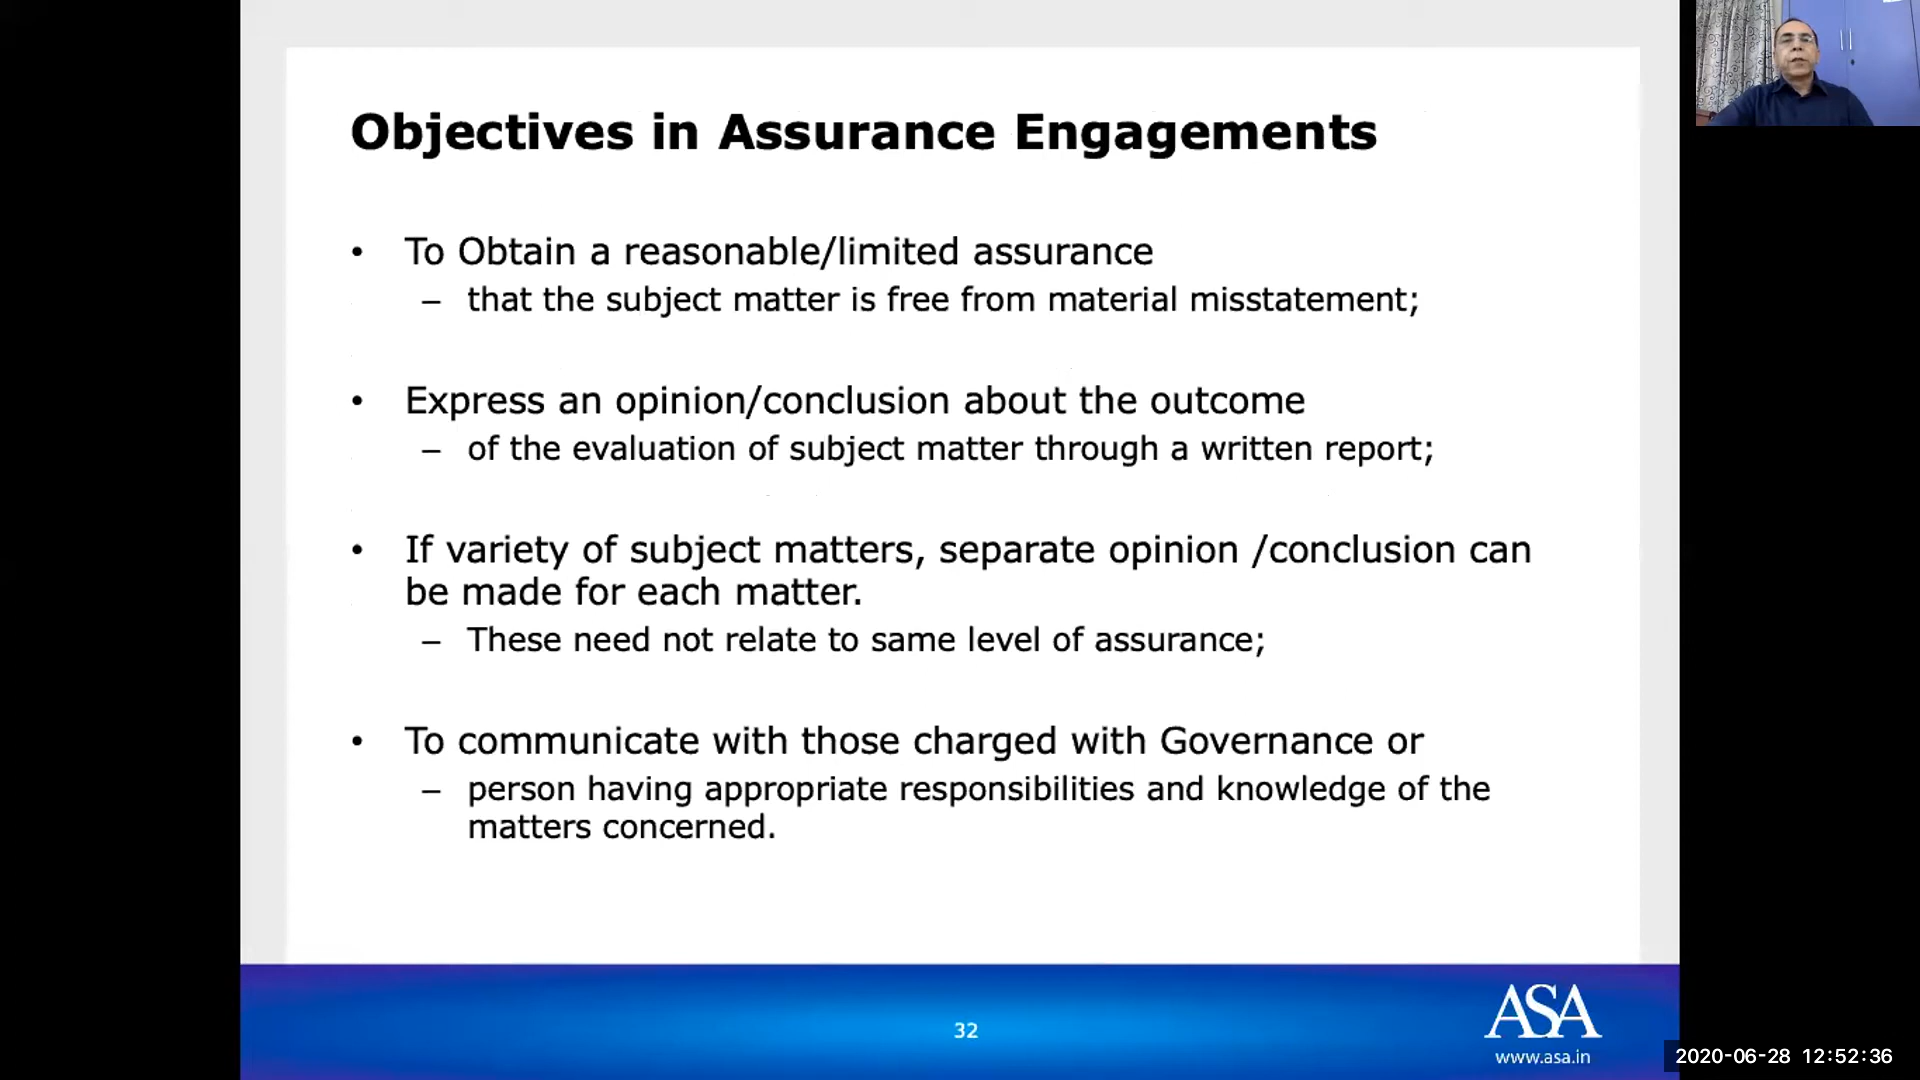 Objectives in Assurance Engagements
• To Obtain a reasonable/limited assurance
– that the subject matter is free from material misstatement;
• Express an opinion/conclusion about the outcome
– of the evaluation of subject matter through a written report;
• If variety of subject matters, separate opinion /conclusion can
be made for each matter.
– These need not relate to same level of assurance;
• To communicate with those charged with Governance or
– person having appropriate responsibilities and knowledge of the
matters concerned.
32
ASA
www.asa.in
2020-06-28 12:52:36